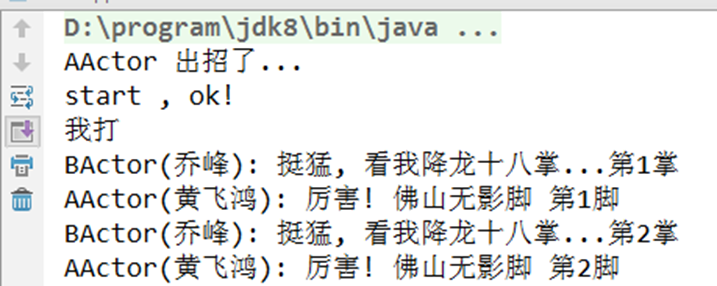 D:\program\jdk8\bin\java ...
AActor 出招了...
start , ok!
我打
BActor(乔峰): 挺猛, 看我降龙十八掌...第1掌
AActor(黄飞鸿): 厉害! 佛山无影脚 第1脚
BActor(乔峰): 挺猛, 看我降龙十八掌...第2掌
AActor(黄飞鸿): 厉害! 佛山无影脚 第2脚